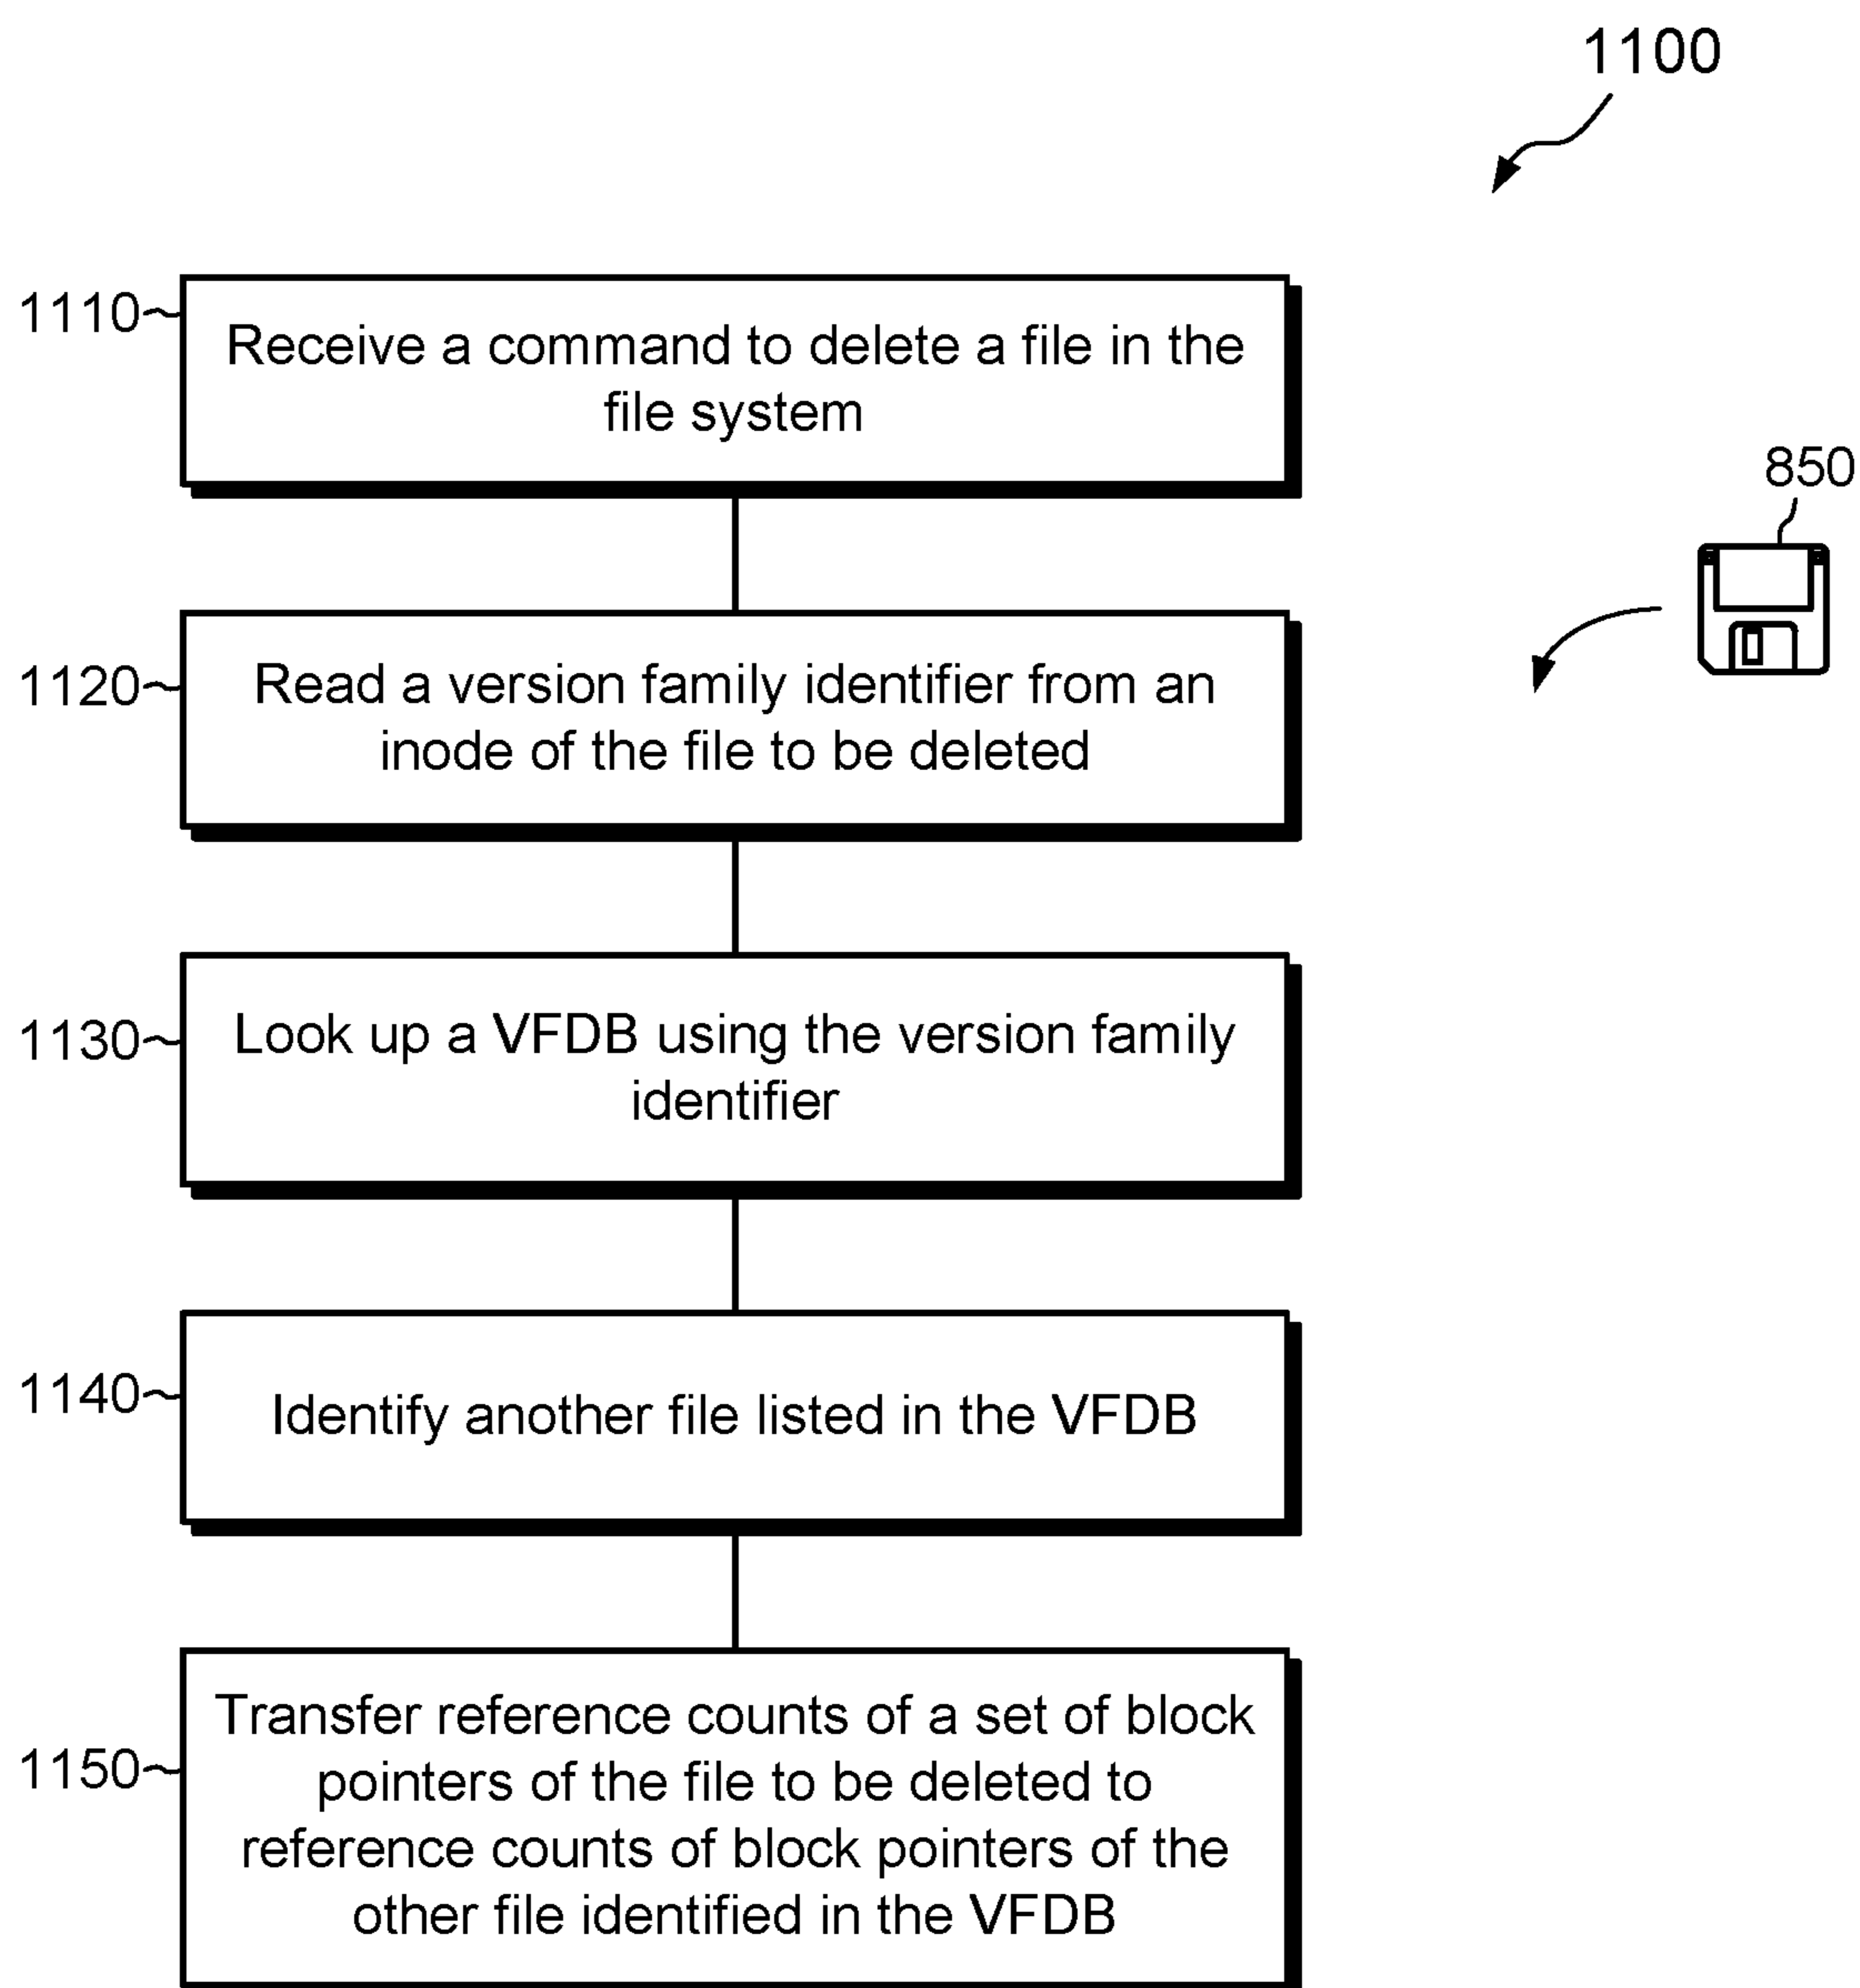 1100
1110
Receive a command to delete a file in the
file system
850
1120
Read a version family identifier from an
inode of the file to be deleted
1130
Look up a VFDB using the version family
identifier
1140
Identify another file listed in the VFDB
1150
Transfer reference counts of a set of block
pointers of the file to be deleted to
reference counts of block pointers of the
other file identified in the VFDB